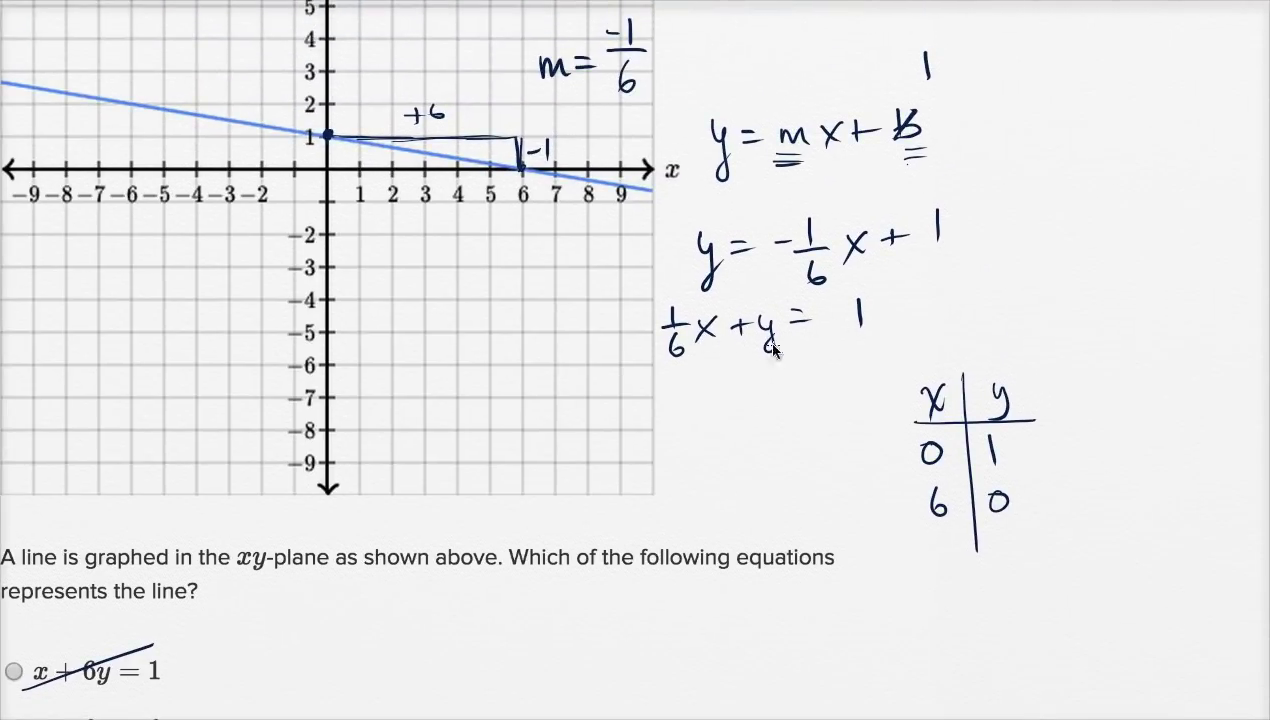 5
4
3
2
1
-9 -8 -7 -6 -5 -4 -3 -2
1 2 3 4 5 6 7 8 9
x
-2
-3
-4
-5
-6
-7
-8
-9
m = -1/6
+6
-1
1
y = mx + b
y = -1/6 x + 1
1/6 x + y = 1
x y
0 1
6 0
A line is graphed in the xy-plane as shown above. Which of the following equations
represents the line?
x + 6y = 1